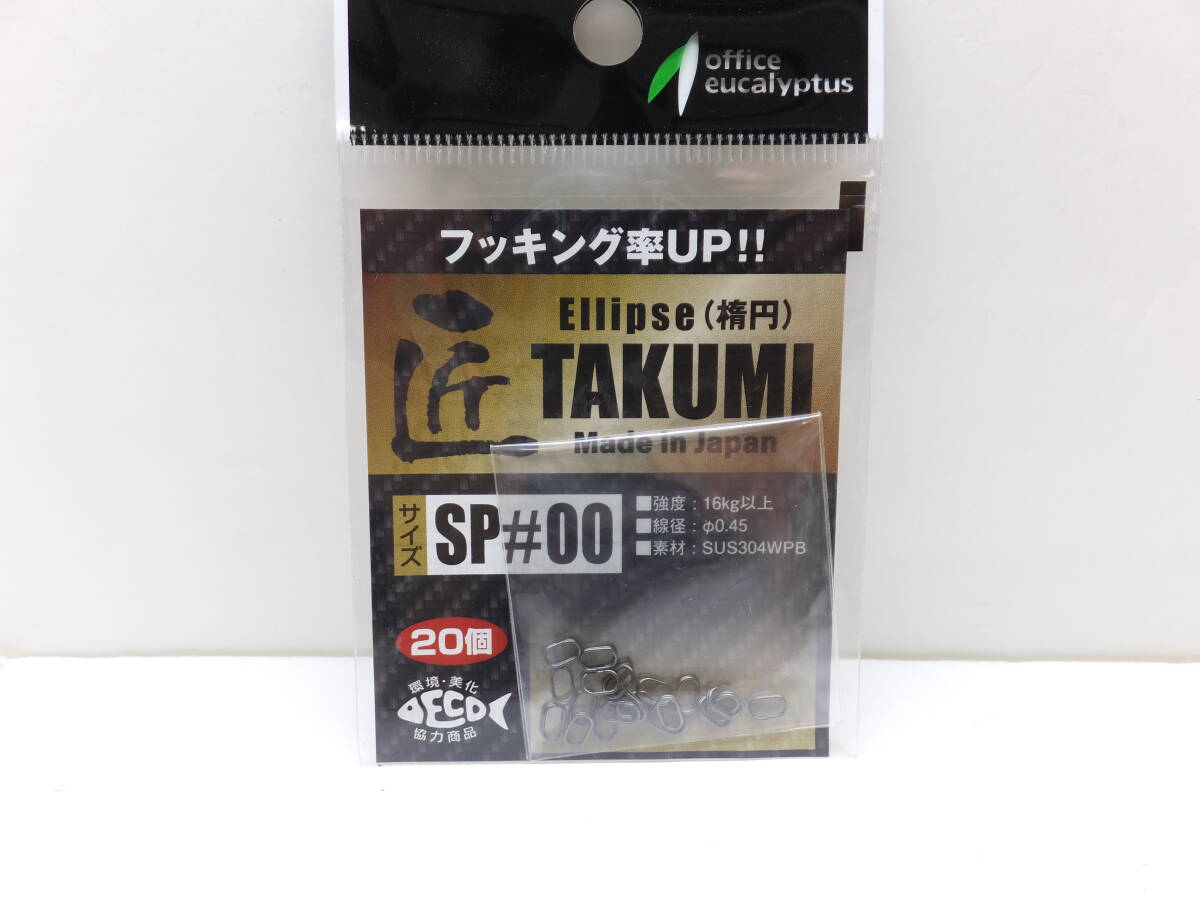 office
eucalyptus
フッキング率UP!!
匠
Ellipse(楕円)
TAKUMI
Made in Japan
サイズ
SP#00
■強度：16kg以上
■線径：φ0.45
■素材：SUS304WPB
20個
環境・美化
ECO
協力商品